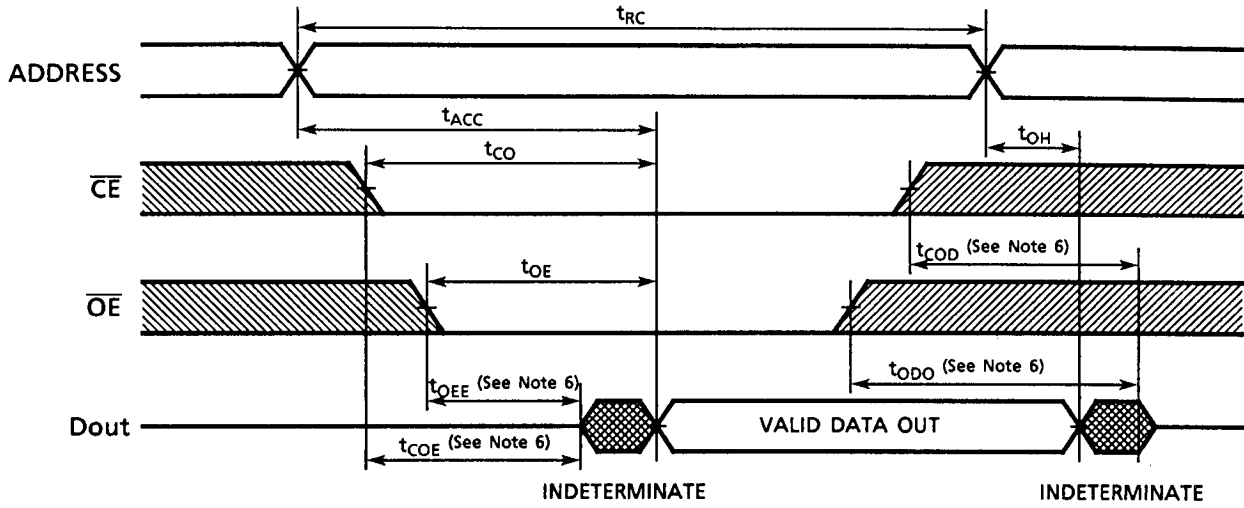 tRC
ADDRESS
tACC
tOH
tCO
CE
tCOD (See Note 6)
tOE
OE
tODO (See Note 6)
tOEE (See Note 6)
Dout
VALID DATA OUT
tCOE (See Note 6)
INDETERMINATE
INDETERMINATE